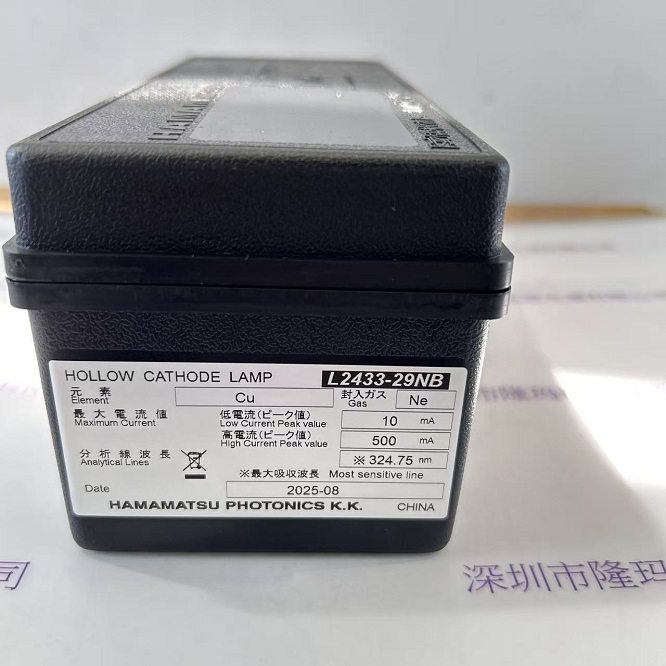 HOLLOW CATHODE LAMP L2433-29NB
元素 Cu 封入ガス Ne
Element Gas
最大電流値 低電流(ピーク値) 10 mA
Maximum Current Low Current Peak value
高電流(ピーク値) 500 mA
High Current Peak value
分析線波長 ※324.75 nm
Analytical Lines
※最大吸収波長 Most sensitive line
Date 2025-08
HAMAMATSU PHOTONICS K.K. CHINA
司
深圳市隆玛